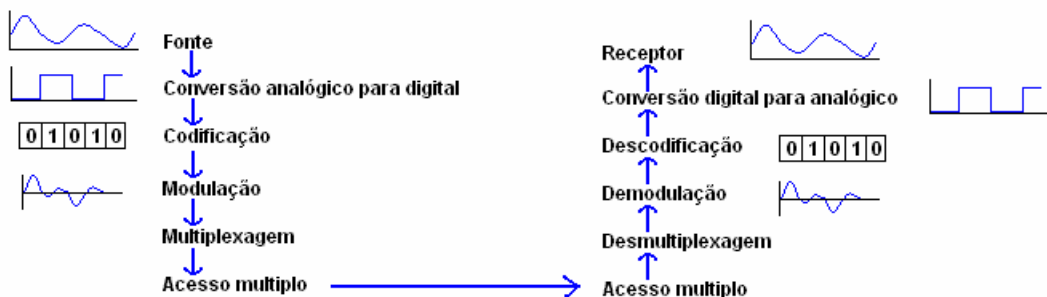 Fonte
Conversão analógico para digital
0 1 0 1 0
Codificação
Modulação
Multiplexagem
Acesso multiplo
Receptor
Conversão digital para analógico
Descodificação
0 1 0 1 0
Demodulação
Desmultiplexagem
Acesso multiplo